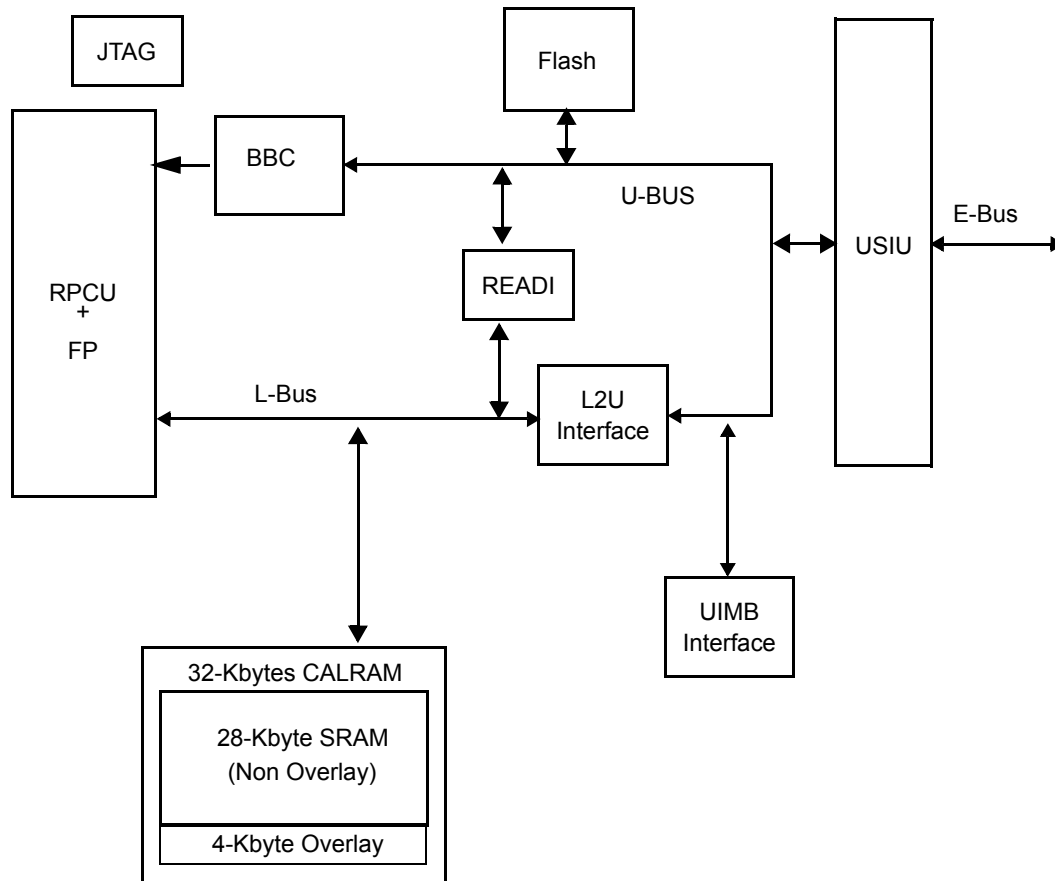 JTAG
Flash
BBC
U-BUS
E-Bus
USIU
READI
RPCU
+
FP
L-Bus
L2U
Interface
UIMB
Interface
32-Kbytes CALRAM
28-Kbyte SRAM
(Non Overlay)
4-Kbyte Overlay